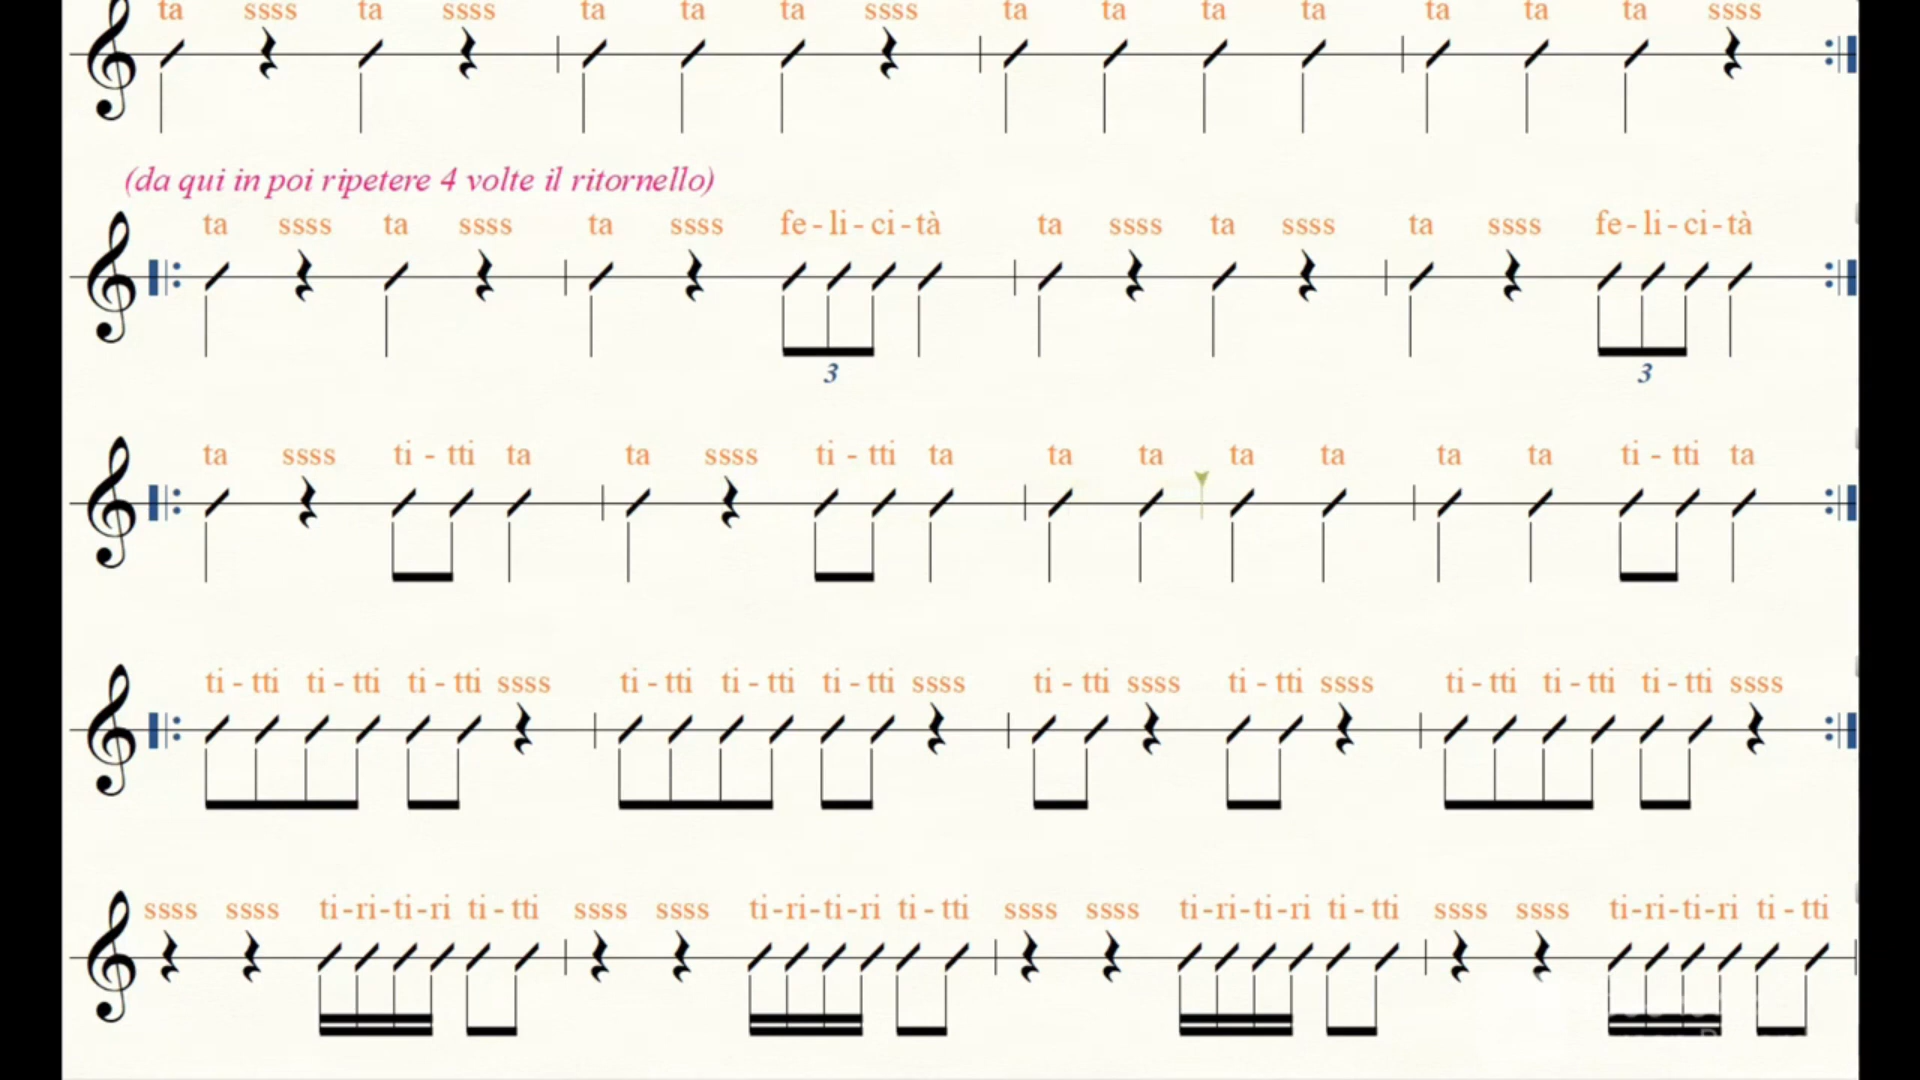 ta ssss ta ssss ta ta ta ssss ta ta ta ta ta ta ta ssss
(da qui in poi ripetere 4 volte il ritornello)
ta ssss ta ssss ta ssss fe-li-ci-tà ta ssss ta ssss ta ssss fe-li-ci-tà
3 3
ta ssss ti - tti ta ta ssss ti - tti ta ta ta ta ta ta ta ti - tti ta
ti - tti ti - tti ti - tti ssss ti - tti ti - tti ti - tti ssss ti - tti ssss ti - tti ssss ti - tti ti - tti ti - tti ssss
ssss ssss ti-ri-ti-ri ti - tti ssss ssss ti-ri-ti-ri ti - tti ssss ssss ti-ri-ti-ri ti - tti ssss ssss ti-ri-ti-ri ti - tti